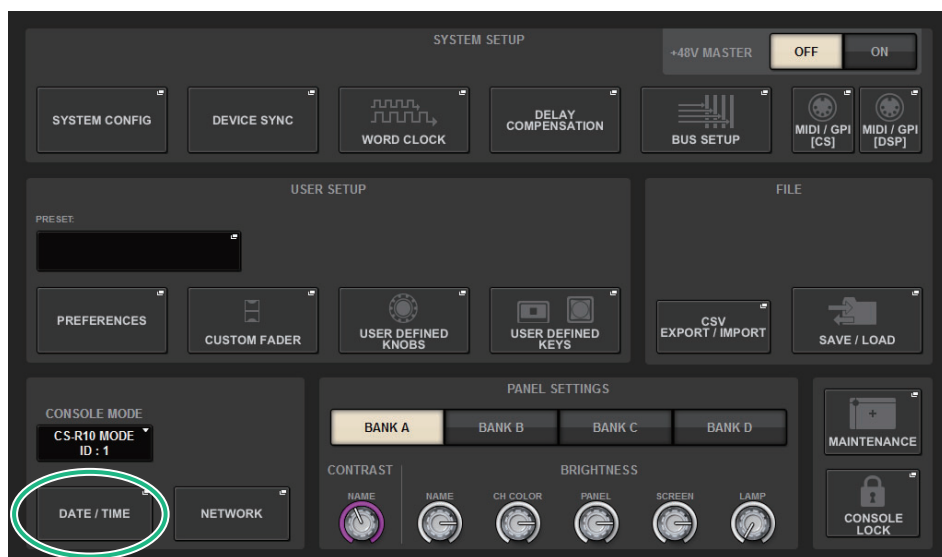 SYSTEM SETUP
+48V MASTER
OFF
ON
SYSTEM CONFIG
DEVICE SYNC
WORD CLOCK
DELAY
COMPENSATION
BUS SETUP
MIDI / GPI
[CS]
MIDI / GPI
[DSP]
USER SETUP
PRESET:
PREFERENCES
CUSTOM FADER
USER DEFINED
KNOBS
USER DEFINED
KEYS
FILE
CSV
EXPORT / IMPORT
SAVE / LOAD
CONSOLE MODE
CS-R10 MODE
ID : 1
DATE / TIME
NETWORK
PANEL SETTINGS
BANK A
BANK B
BANK C
BANK D
CONTRAST
BRIGHTNESS
NAME
NAME
CH COLOR
PANEL
SCREEN
LAMP
MAINTENANCE
CONSOLE
LOCK